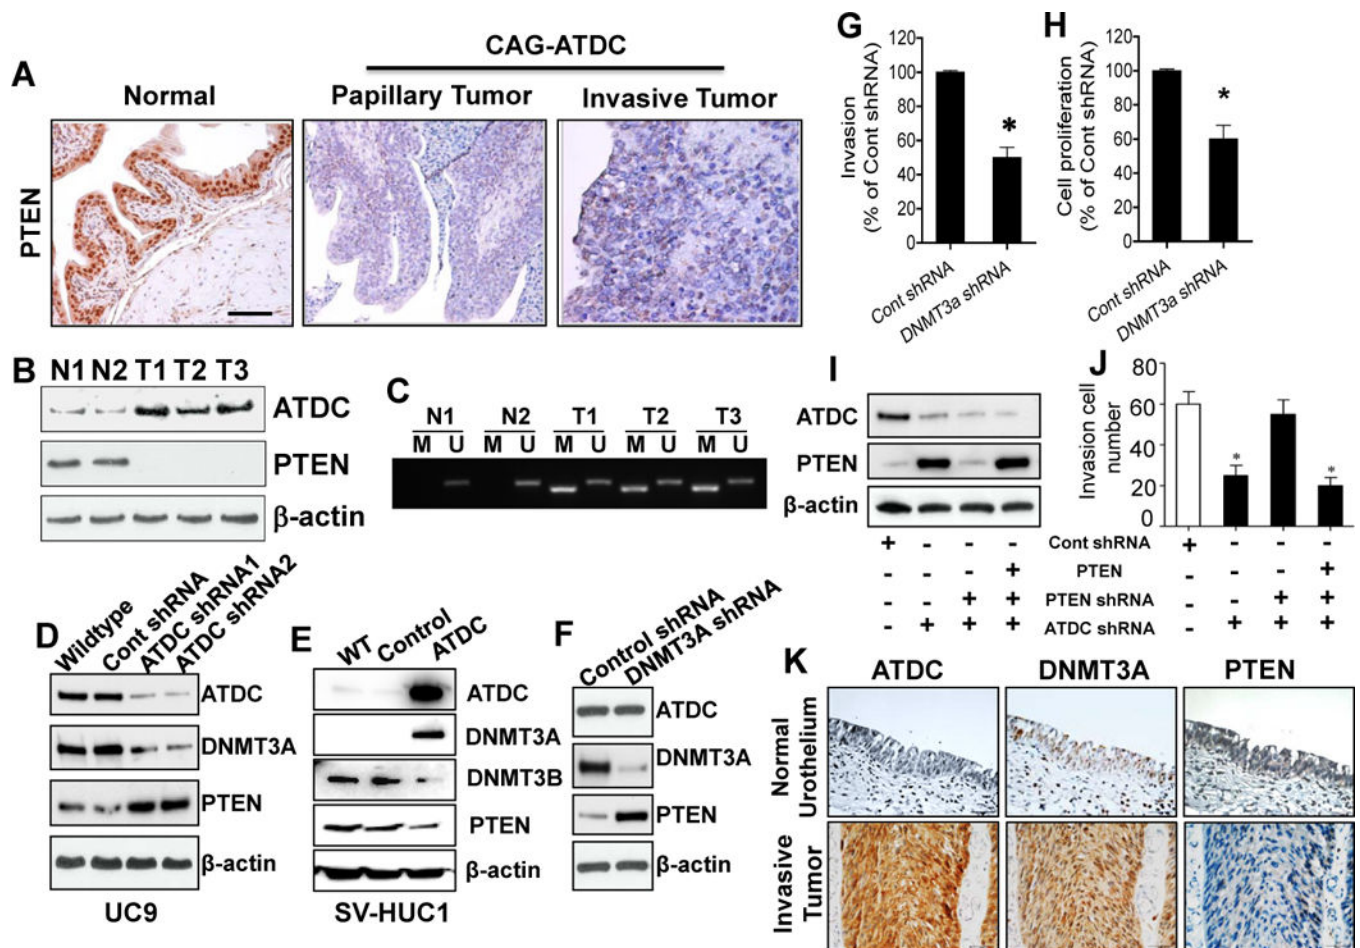 A
CAG-ATDC
Normal
Papillary Tumor
Invasive Tumor
PTEN
B
N1 N2 T1 T2 T3
ATDC
PTEN
β-actin
C
N1 N2 T1 T2 T3
M U M U M U M U M U
D
Wildtype
Cont shRNA
ATDC shRNA1
ATDC shRNA2
ATDC
DNMT3A
PTEN
β-actin
UC9
E
WT
Control
ATDC
ATDC
DNMT3A
DNMT3B
PTEN
β-actin
SV-HUC1
F
Control shRNA
DNMT3A shRNA
ATDC
DNMT3A
PTEN
β-actin
G
Invasion
(% of Cont shRNA)
120
100
80
60
40
20
0
*
Cont shRNA
DNMT3a shRNA
H
Cell proliferation
(% of Cont shRNA)
120
100
80
60
40
20
0
*
Cont shRNA
DNMT3a shRNA
I
ATDC
PTEN
β-actin
J
Invasion cell
number
80
60
40
20
0
* *
+ - - - Cont shRNA + - - -
- - - + PTEN - - - +
- - + + PTEN shRNA - - + +
- + + + ATDC shRNA - + + +
K
ATDC DNMT3A PTEN
Normal
Urothelium
Invasive
Tumor